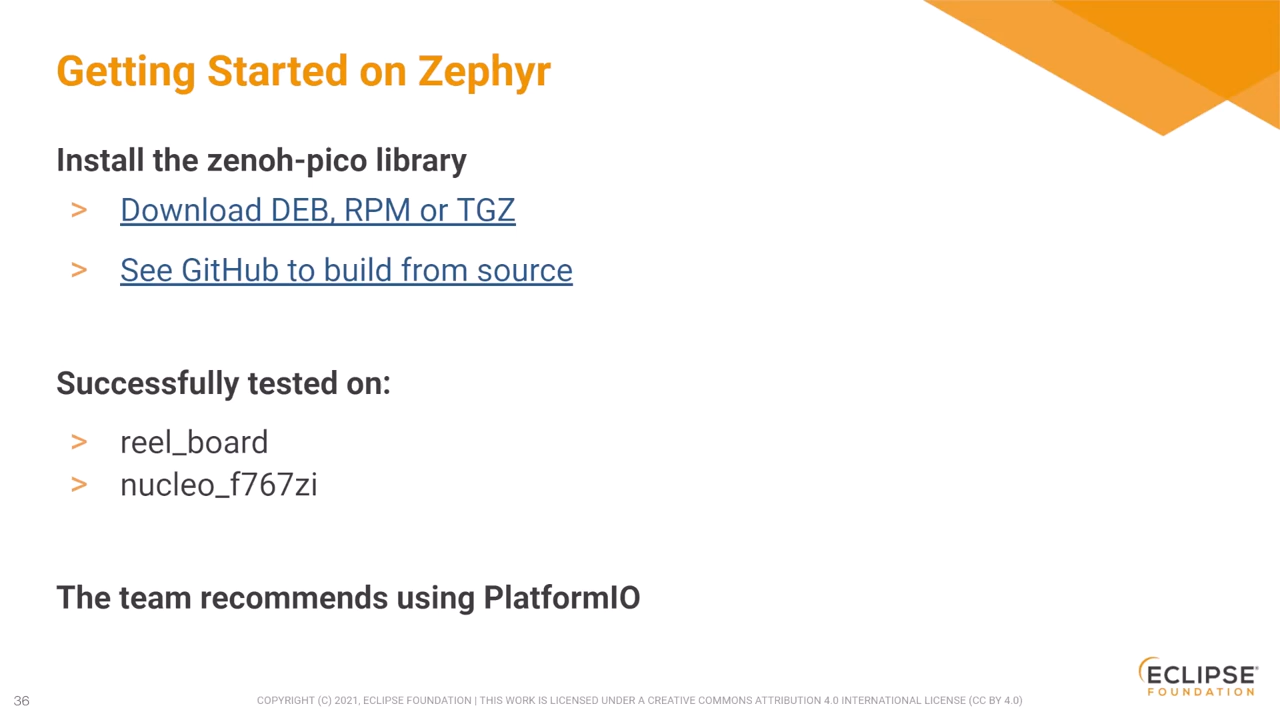 Getting Started on Zephyr
Install the zenoh-pico library
> Download DEB, RPM or TGZ
> See GitHub to build from source
Successfully tested on:
> reel_board
> nucleo_f767zi
The team recommends using PlatformIO
36
COPYRIGHT (C) 2021, ECLIPSE FOUNDATION | THIS WORK IS LICENSED UNDER A CREATIVE COMMONS ATTRIBUTION 4.0 INTERNATIONAL LICENSE (CC BY 4.0)
ECLIPSE
FOUNDATION